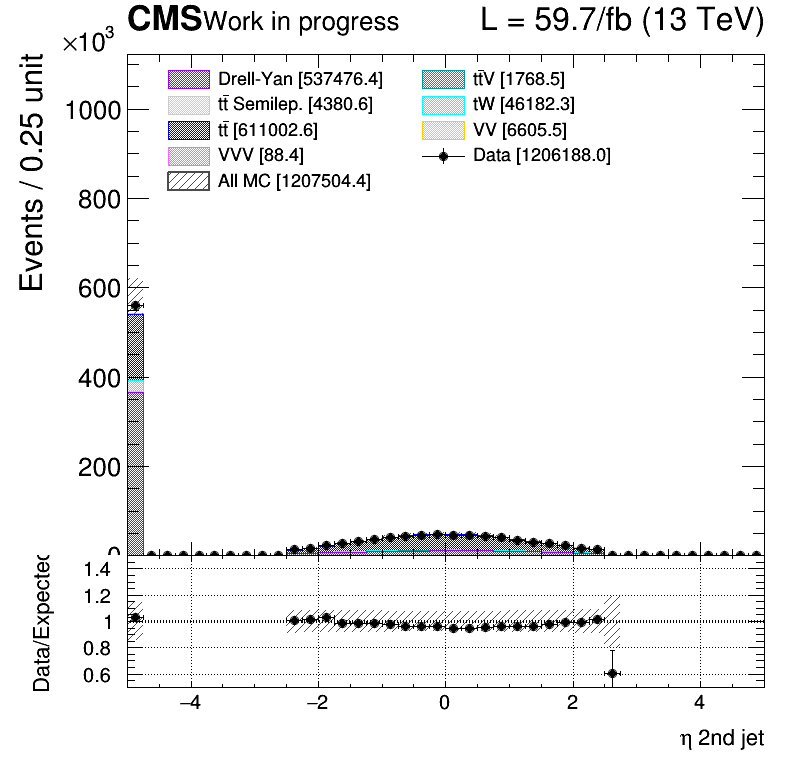 CMS Work in progress L = 59.7/fb (13 TeV)
×10³
Events / 0.25 unit
Drell-Yan [537476.4]
tt̄ Semilep. [4380.6]
tt̄ [611002.6]
VVV [88.4]
All MC [1207504.4]
tt̄V [1768.5]
tW [46182.3]
VV [6605.5]
Data [1206188.0]
1000
800
600
400
200
0
Data/Expected
1.4
1.2
1
0.8
0.6
−4 −2 0 2 4
η 2nd jet